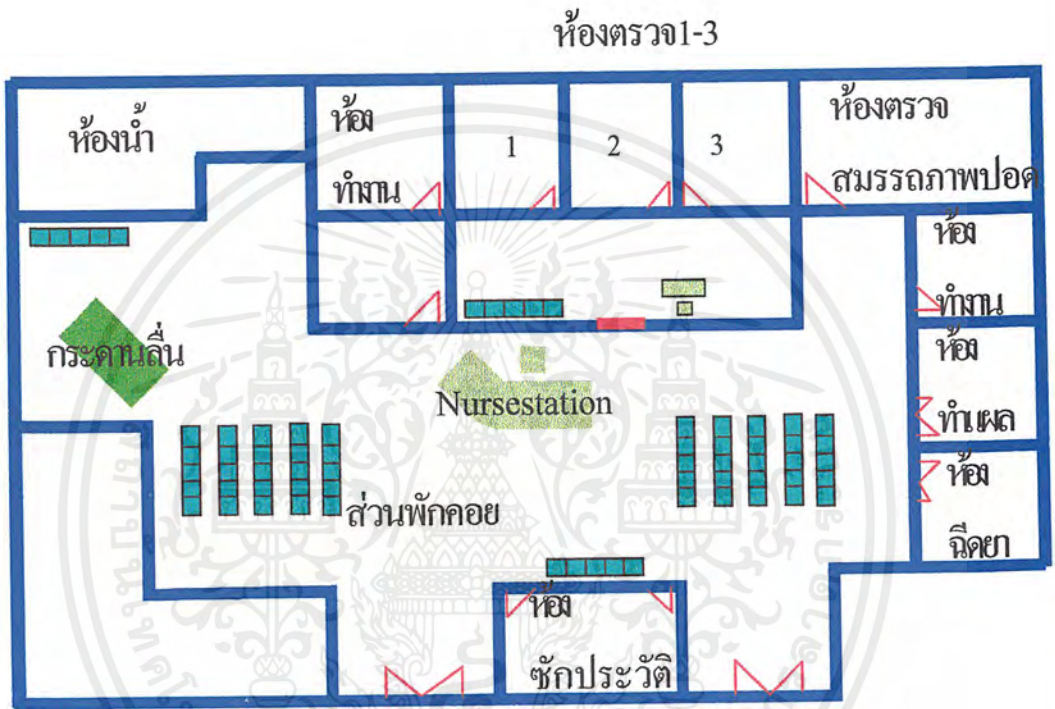 ห้องตรวจ1-3
ห้องน้ำ
ห้อง
ทำงาน
1
2
3
ห้องตรวจ
สมรรถภาพปอด
ห้อง
ทำงาน
กระดานลื่น
Nursestation
ห้อง
ทำแผล
ส่วนพักคอย
ห้อง
ฉีดยา
ห้อง
ซักประวัติ